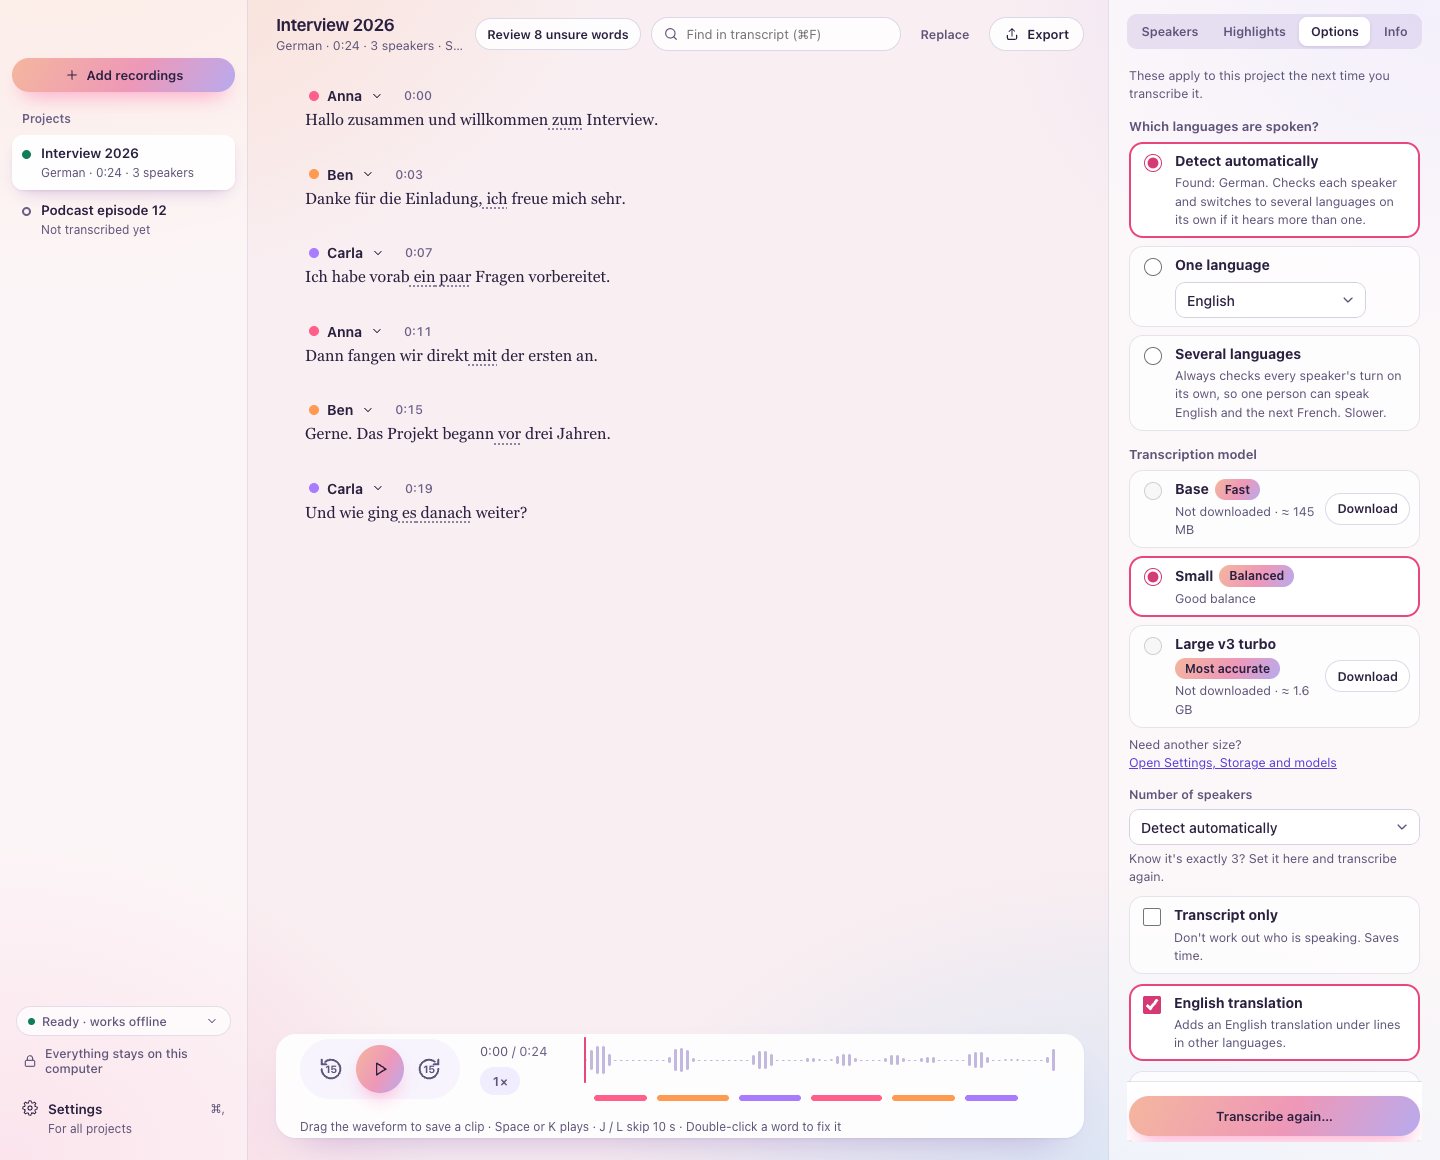 Add recordings
Projects
Interview 2026
German · 0:24 · 3 speakers
Podcast episode 12
Not transcribed yet
Ready · works offline
Everything stays on this
computer
Settings ⌘,
For all projects
Interview 2026
German · 0:24 · 3 speakers · S...
Review 8 unsure words
Find in transcript (⌘F)
Replace
Export
Anna 0:00
Hallo zusammen und willkommen zum Interview.
Ben 0:03
Danke für die Einladung, ich freue mich sehr.
Carla 0:07
Ich habe vorab ein paar Fragen vorbereitet.
Anna 0:11
Dann fangen wir direkt mit der ersten an.
Ben 0:15
Gerne. Das Projekt begann vor drei Jahren.
Carla 0:19
Und wie ging es danach weiter?
15
15
0:00 / 0:24
1×
Drag the waveform to save a clip · Space or K plays · J / L skip 10 s · Double-click a word to fix it
Speakers Highlights Options Info
These apply to this project the next time you
transcribe it.
Which languages are spoken?
Detect automatically
Found: German. Checks each speaker
and switches to several languages on
its own if it hears more than one.
One language
English
Several languages
Always checks every speaker's turn on
its own, so one person can speak
English and the next French. Slower.
Transcription model
Base Fast
Not downloaded · ≈ 145
MB
Download
Small Balanced
Good balance
Large v3 turbo
Most accurate
Not downloaded · ≈ 1.6
GB
Download
Need another size?
Open Settings, Storage and models
Number of speakers
Detect automatically
Know it's exactly 3? Set it here and transcribe
again.
Transcript only
Don't work out who is speaking. Saves
time.
English translation
Adds an English translation under lines
in other languages.
Transcribe again...